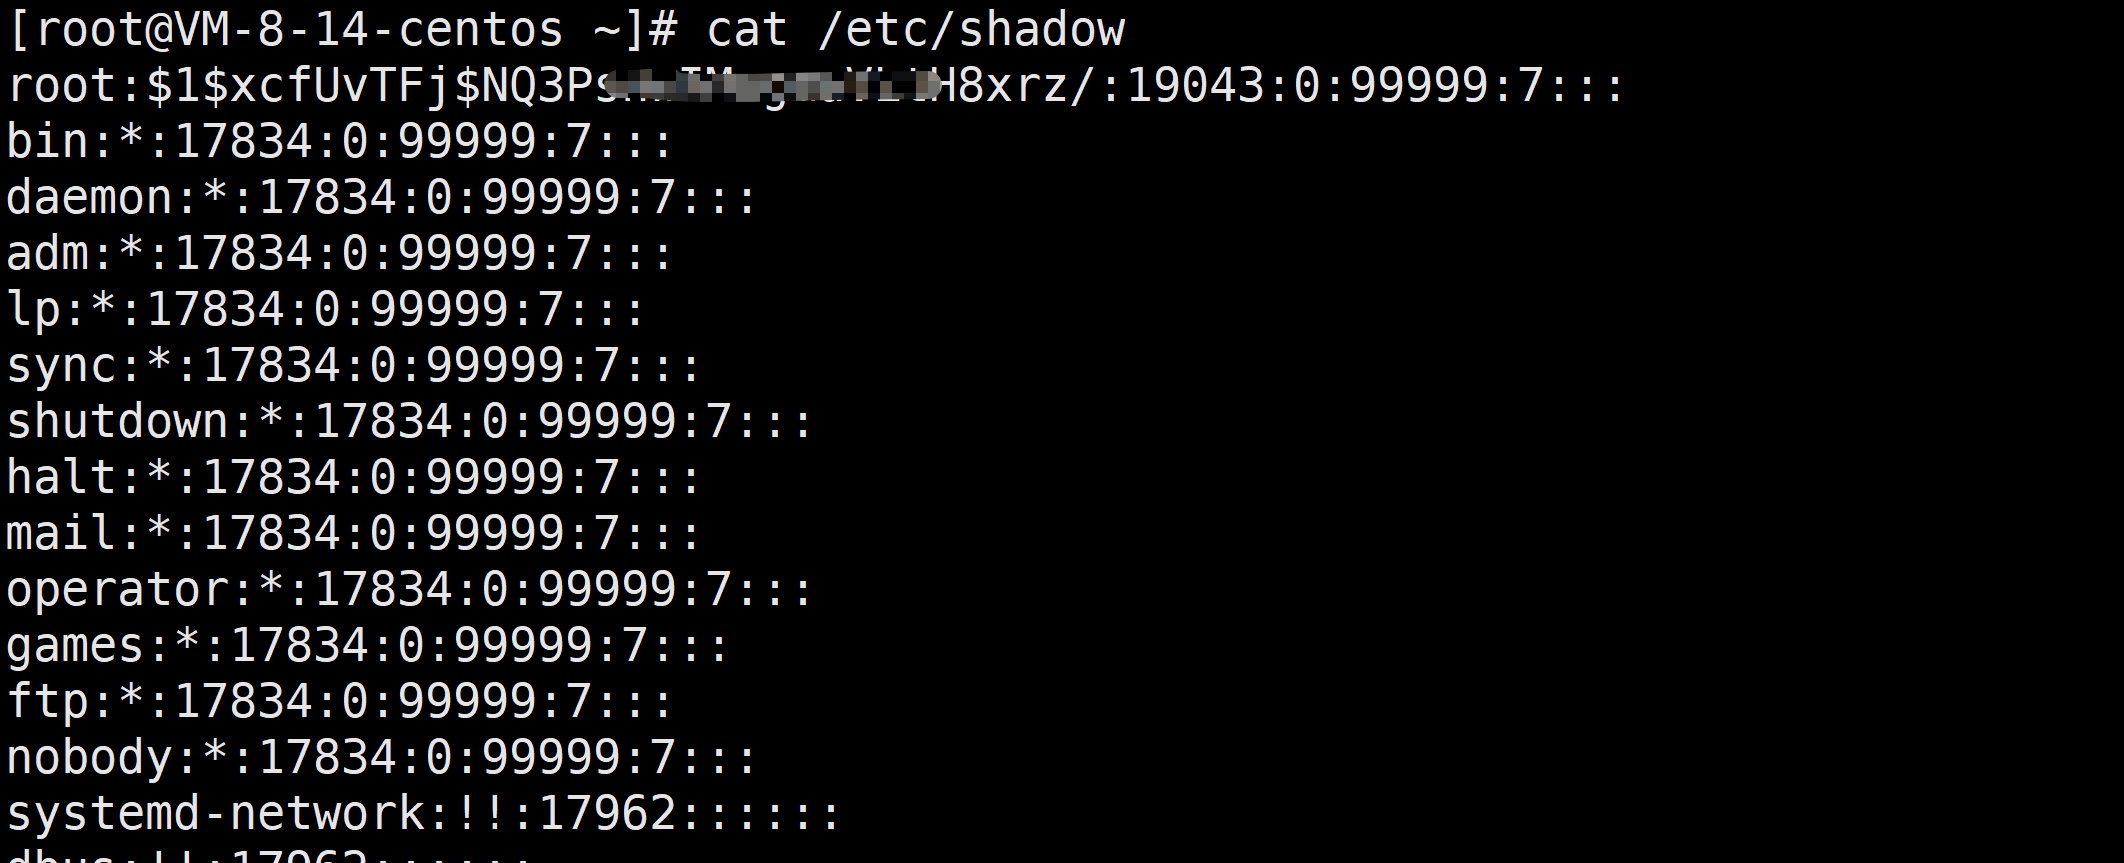 [root@VM-8-14-centos ~]# cat /etc/shadow
root:$1$xcfUvTFj$NQ3Ps H8xrz/:19043:0:99999:7:::
bin:*:17834:0:99999:7:::
daemon:*:17834:0:99999:7:::
adm:*:17834:0:99999:7:::
lp:*:17834:0:99999:7:::
sync:*:17834:0:99999:7:::
shutdown:*:17834:0:99999:7:::
halt:*:17834:0:99999:7:::
mail:*:17834:0:99999:7:::
operator:*:17834:0:99999:7:::
games:*:17834:0:99999:7:::
ftp:*:17834:0:99999:7:::
nobody:*:17834:0:99999:7:::
systemd-network:!!:17962::::::
dbus:!!:17962::::::